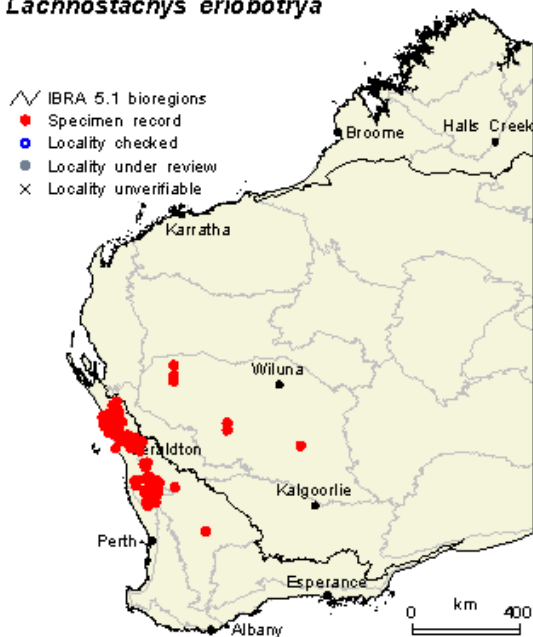 Lachnostachys eriobotrya
IBRA 5.1 bioregions
Specimen record
Locality checked
Locality under review
Locality unverifiable
Broome
Halls Creek
Karratha
Wiluna
eraldton
Kalgoorlie
Perth
Esperance
Albany
km
0 400